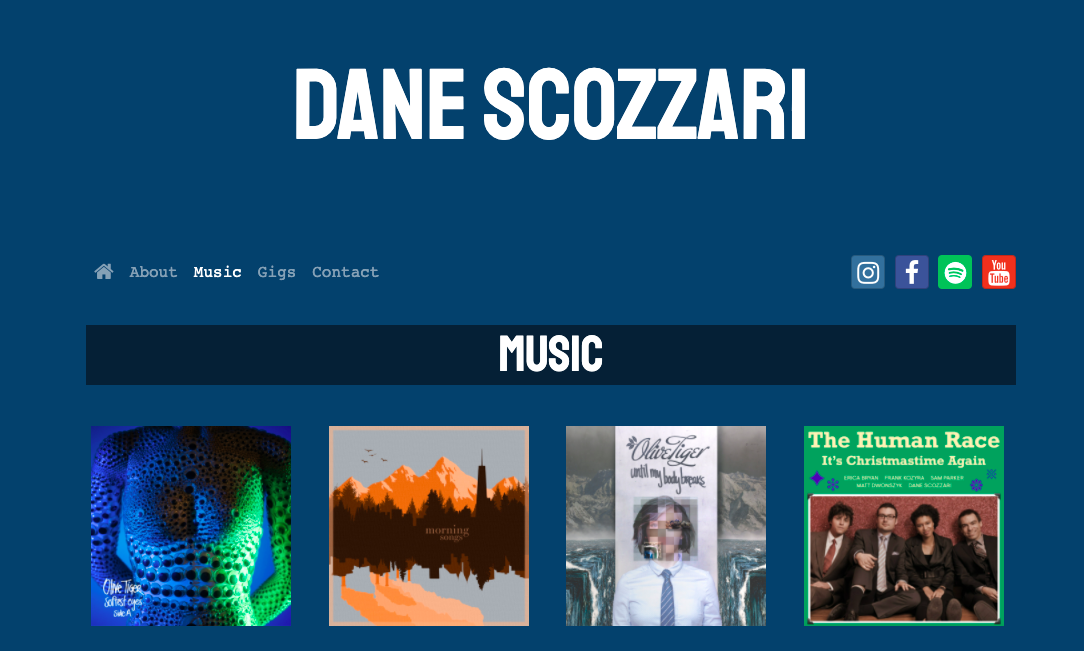 DANE SCOZZARI
About Music Gigs Contact
You
Tube
MUSIC
Olive Tiger
softest eyes
side A
morning
songs
Olive Tiger
until my body breaks
The Human Race
It's Christmastime Again
ERICA BRYAN FRANK KOZYRA SAM PARKER
MATT DWONSZYK DANE SCOZZARI